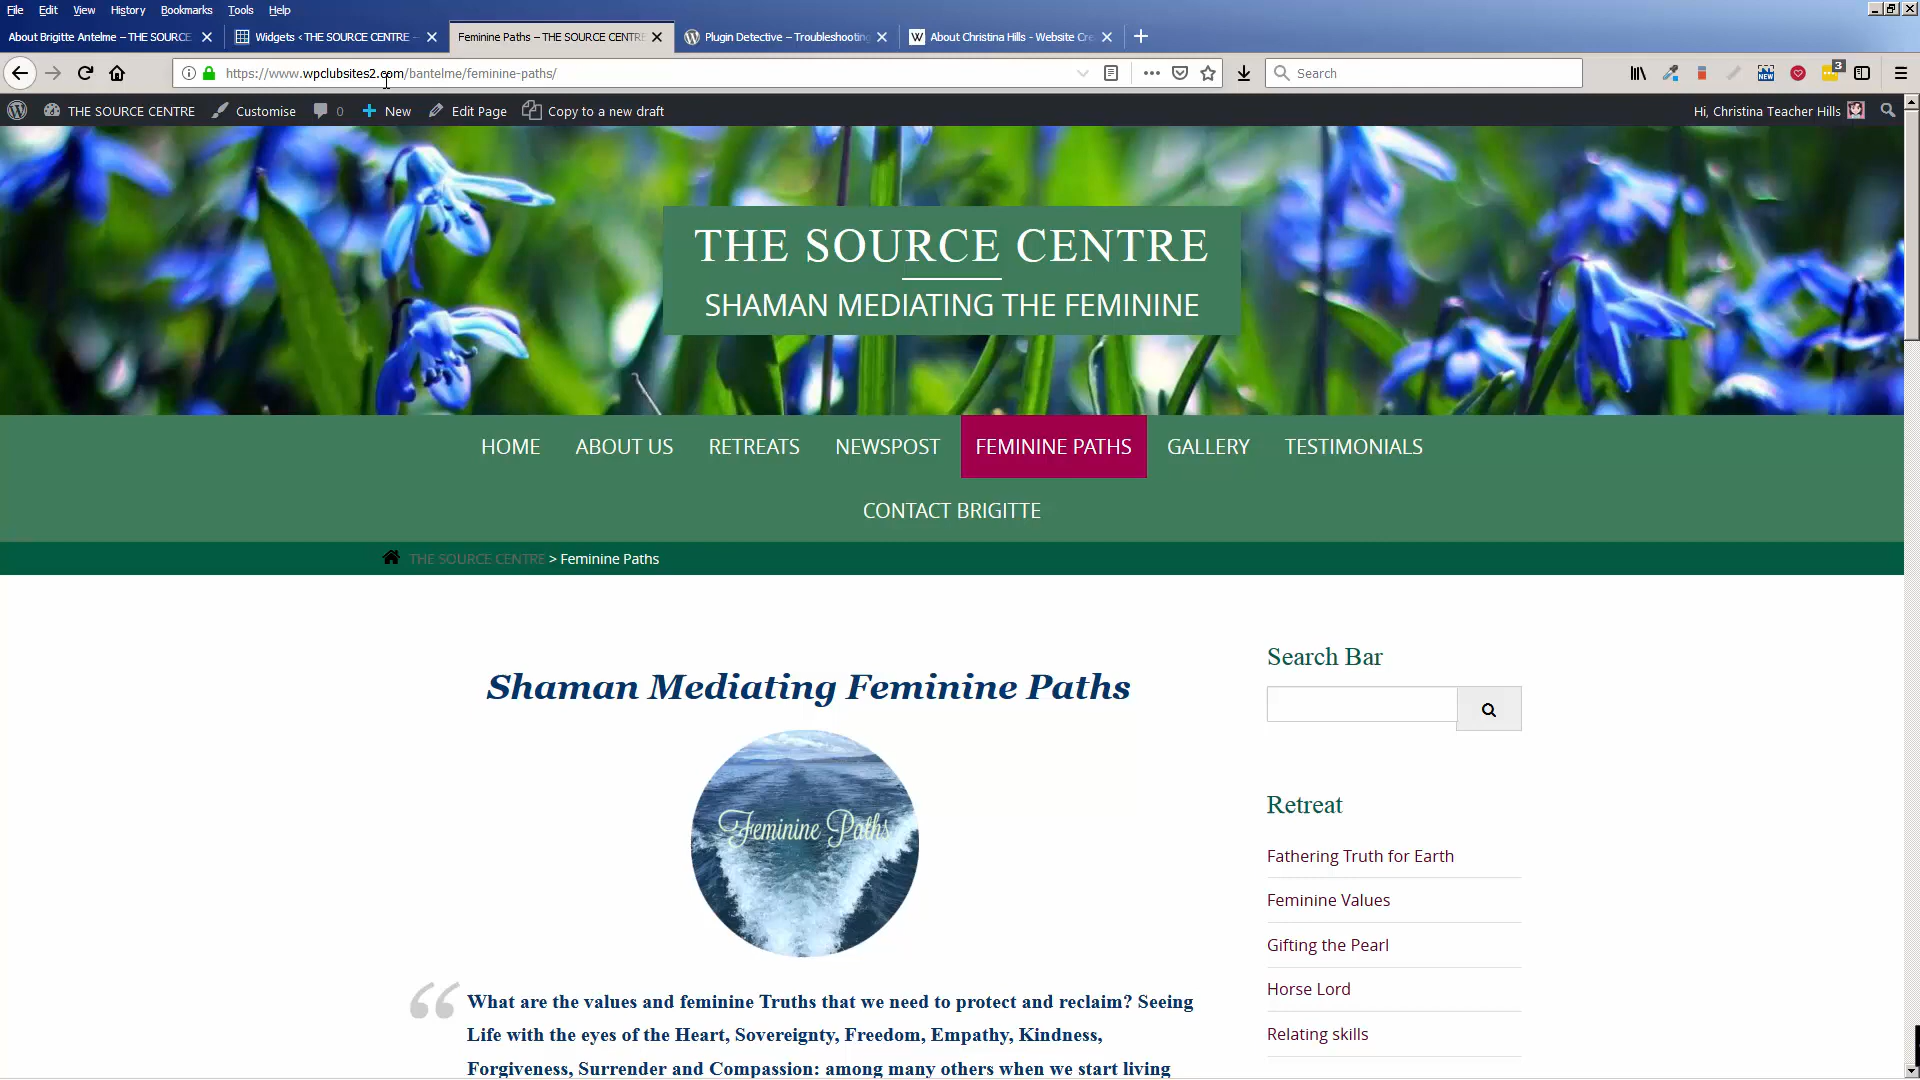 File Edit View History Bookmarks Tools Help
About Brigitte Antelme – THE SOURCE
Widgets ‹ THE SOURCE CENTRE –
Feminine Paths – THE SOURCE CENTRE
Plugin Detective – Troubleshooting
W About Christina Hills - Website Cre
https://www.wpclubsites2.com/bantelme/feminine-paths/
Search
3
NEW
THE SOURCE CENTRE Customise 0 New Edit Page Copy to a new draft
Hi, Christina Teacher Hills
THE SOURCE CENTRE
SHAMAN MEDIATING THE FEMININE
HOME ABOUT US RETREATS NEWSPOST FEMININE PATHS GALLERY TESTIMONIALS
CONTACT BRIGITTE
THE SOURCE CENTRE > Feminine Paths
Shaman Mediating Feminine Paths
Feminine Paths
“ What are the values and feminine Truths that we need to protect and reclaim? Seeing
Life with the eyes of the Heart, Sovereignty, Freedom, Empathy, Kindness,
Forgiveness, Surrender and Compassion: among many others when we start living
Search Bar
Retreat
Fathering Truth for Earth
Feminine Values
Gifting the Pearl
Horse Lord
Relating skills